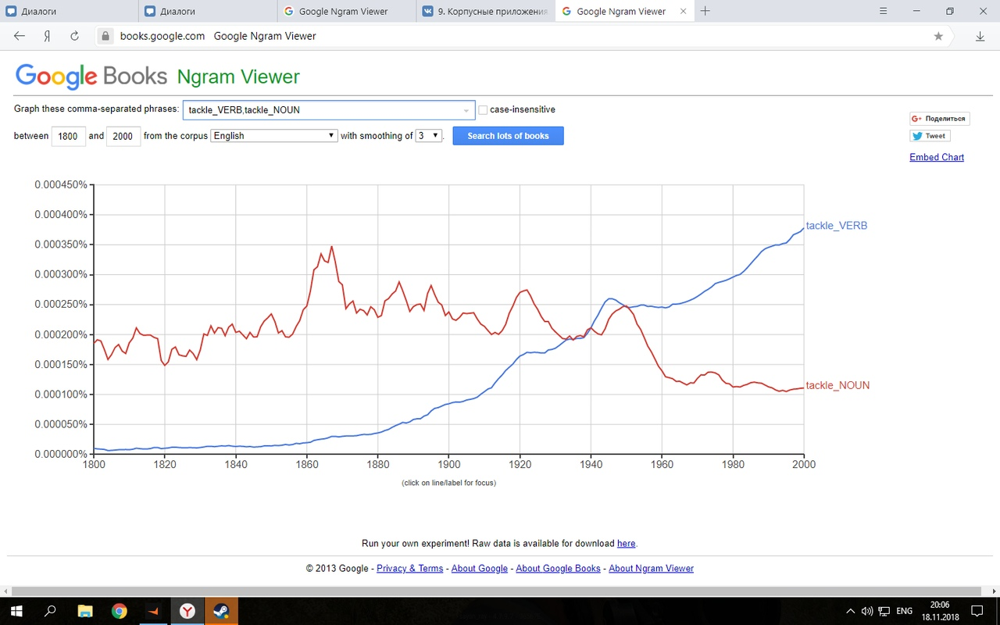 Диалоги Диалоги Google Ngram Viewer 9. Корпусные приложения Google Ngram Viewer
books.google.com Google Ngram Viewer
Google Books Ngram Viewer
Graph these comma-separated phrases: tackle_VERB,tackle_NOUN case-insensitive
between 1800 and 2000 from the corpus English with smoothing of 3 . Search lots of books
Поделиться
Tweet
Embed Chart
0.000450%
0.000400%
0.000350%
0.000300%
0.000250%
0.000200%
0.000150%
0.000100%
0.000050%
0.000000%
tackle_VERB
tackle_NOUN
1800 1820 1840 1860 1880 1900 1920 1940 1960 1980 2000
(click on line/label for focus)
Run your own experiment! Raw data is available for download here.
© 2013 Google - Privacy & Terms - About Google - About Google Books - About Ngram Viewer
ENG 20:06
18.11.2018